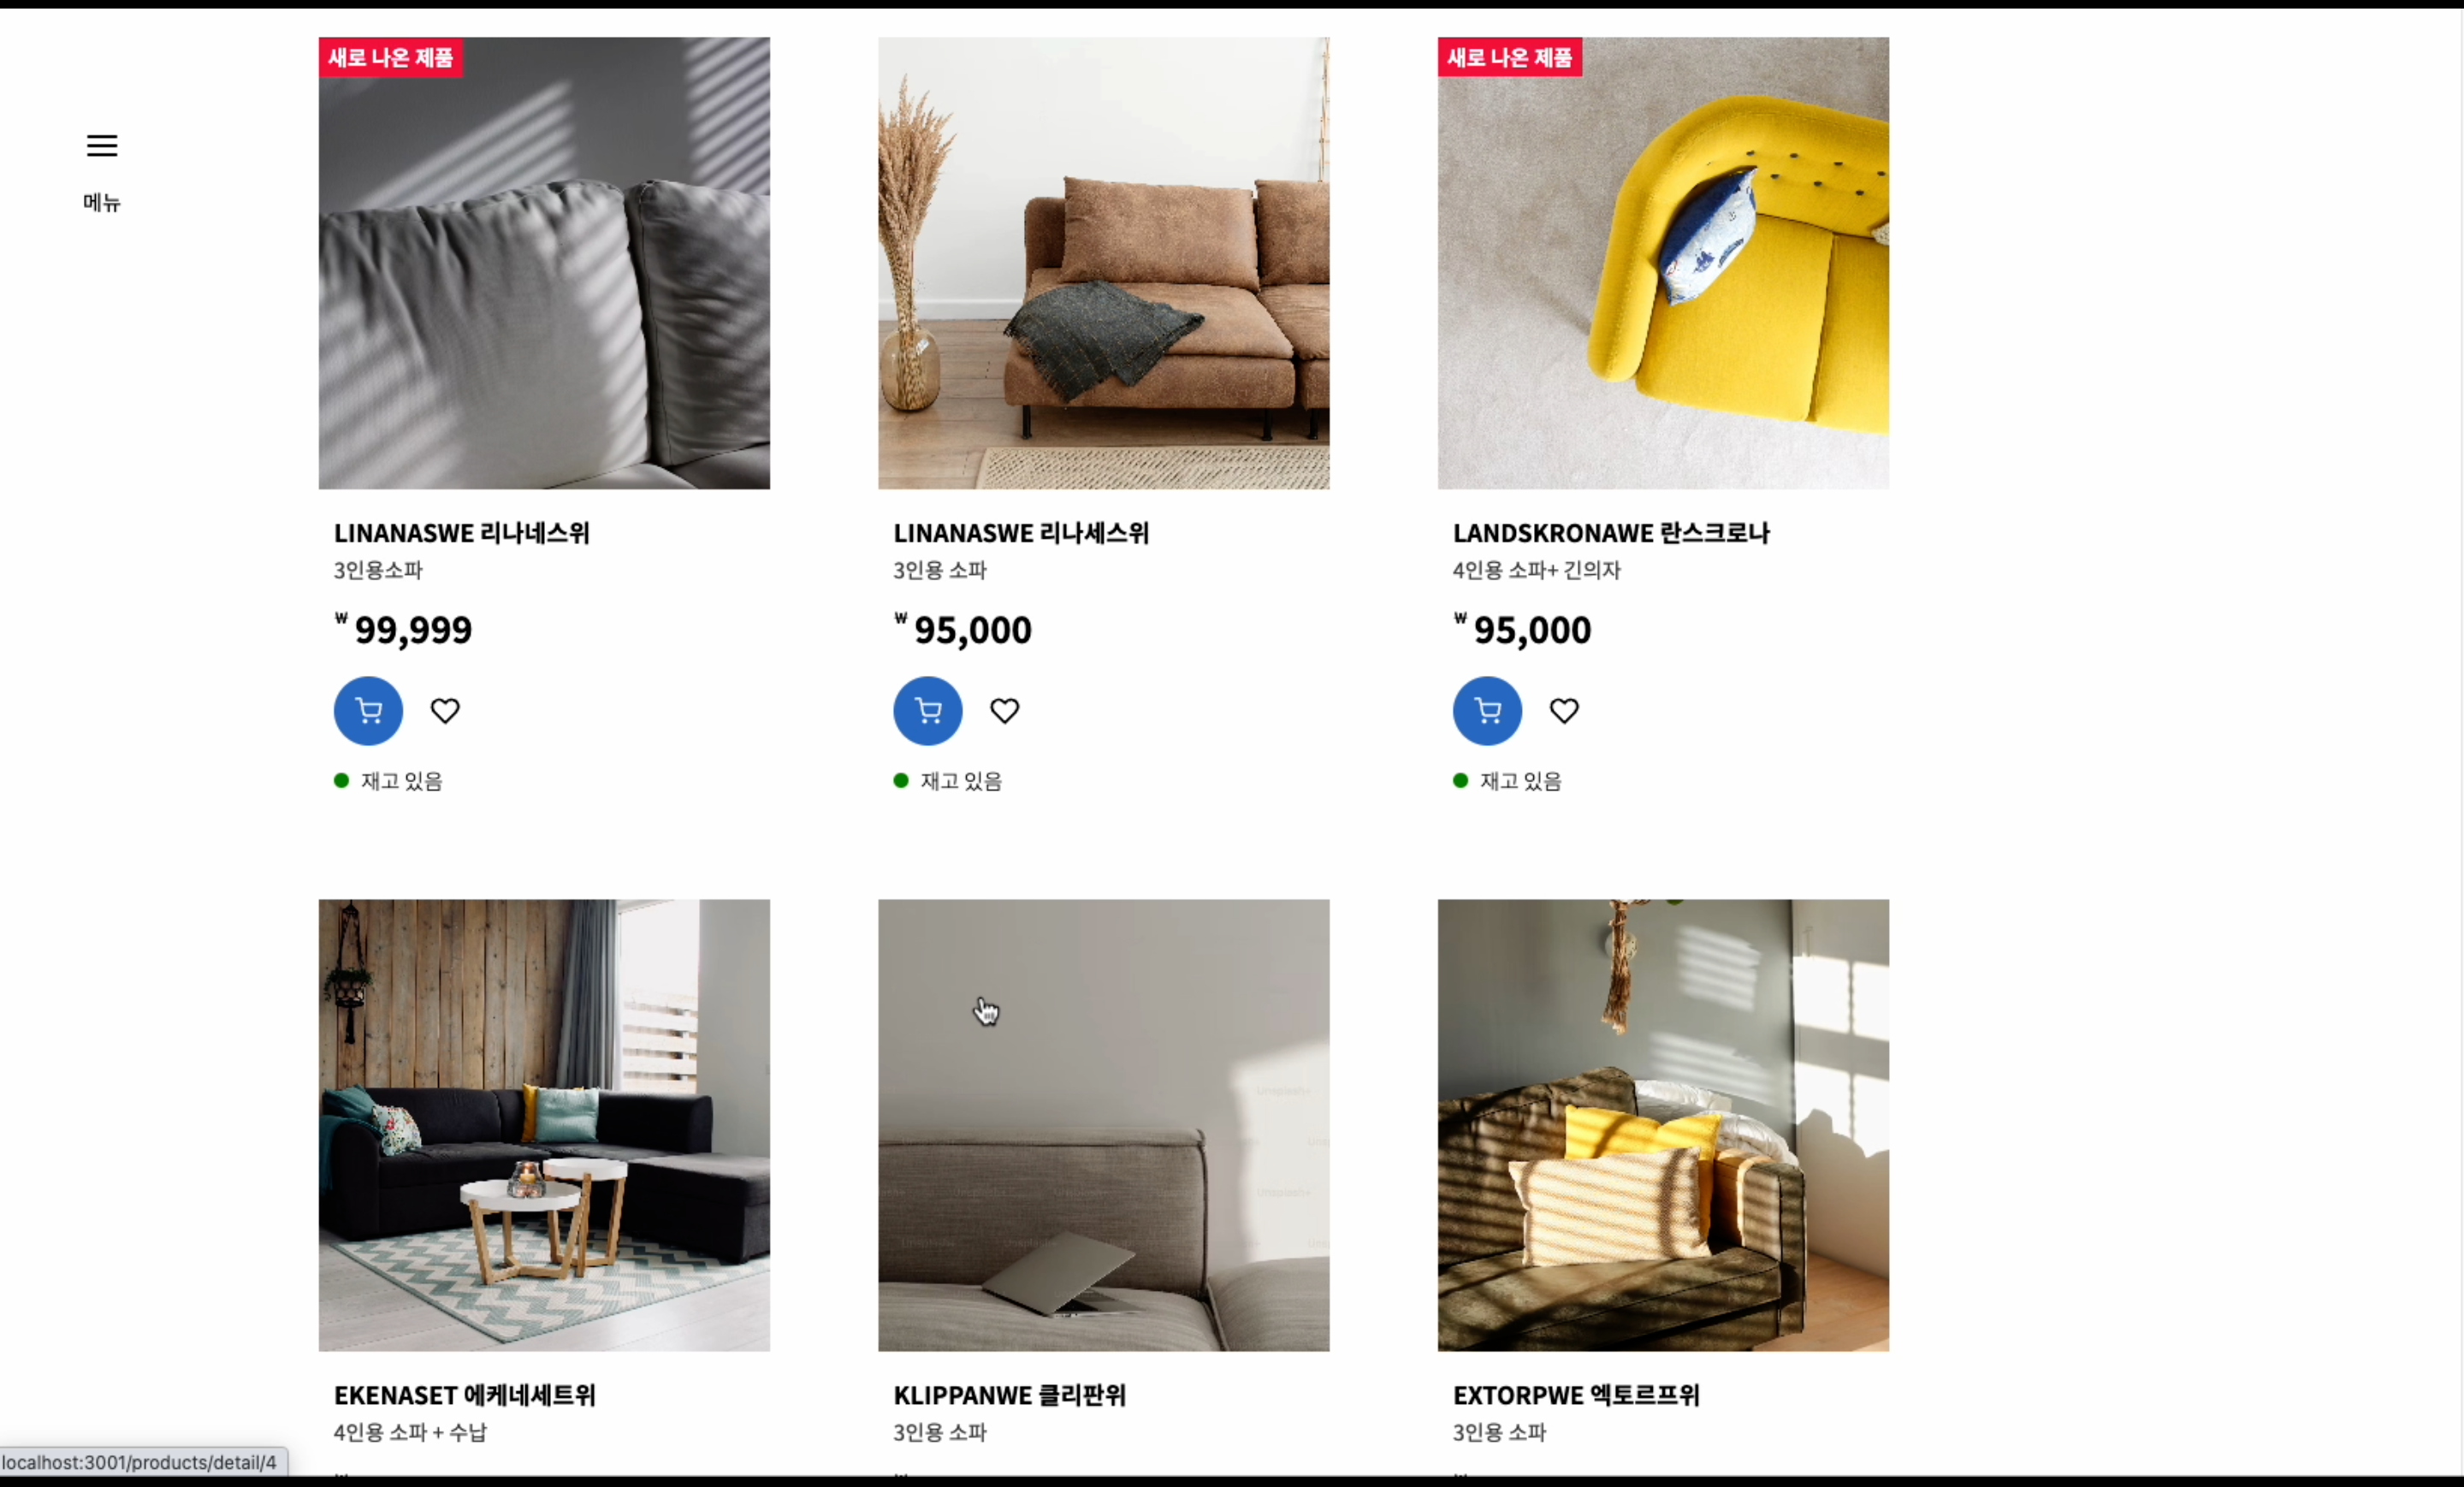 새로 나온 제품
새로 나온 제품
메뉴
LINANASWE 리나네스위
3인용소파
₩ 99,999
재고 있음
LINANASWE 리나세스위
3인용 소파
₩ 95,000
재고 있음
LANDSKRONAWE 란스크로나
4인용 소파+ 긴의자
₩ 95,000
재고 있음
Unsplash+
Unsplash+
EKENASET 에케네세트위
4인용 소파 + 수납
KLIPPANWE 클리판위
3인용 소파
EXTORPWE 엑토르프위
3인용 소파
localhost:3001/products/detail/4